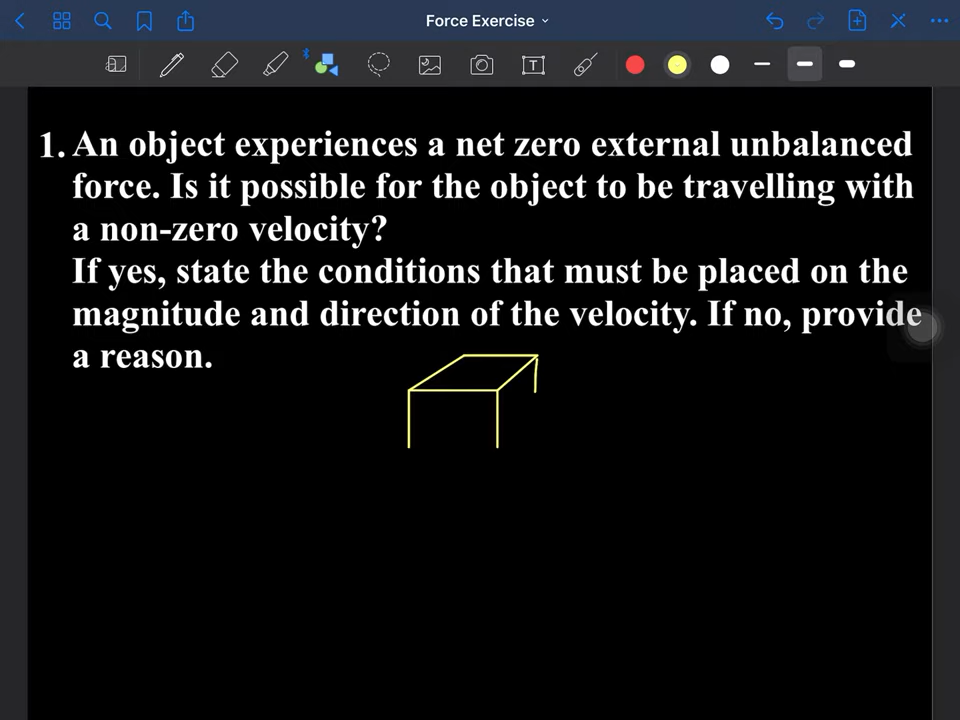 Force Exercise
1. An object experiences a net zero external unbalanced
force. Is it possible for the object to be travelling with
a non-zero velocity?
If yes, state the conditions that must be placed on the
magnitude and direction of the velocity. If no, provide
a reason.